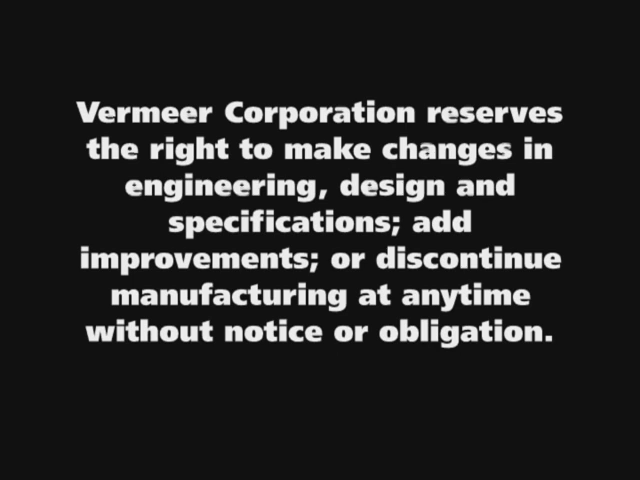 Vermeer Corporation reserves
the right to make changes in
engineering, design and
specifications; add
improvements; or discontinue
manufacturing at anytime
without notice or obligation.